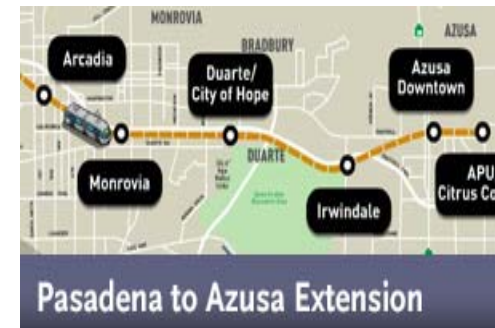 MONROVIA
AZUSA
BRADBURY
Arcadia
Duarte/
City of Hope
Azusa
Downtown
DUARTE
Monrovia
Irwindale
APU
Citrus Co
Pasadena to Azusa Extension